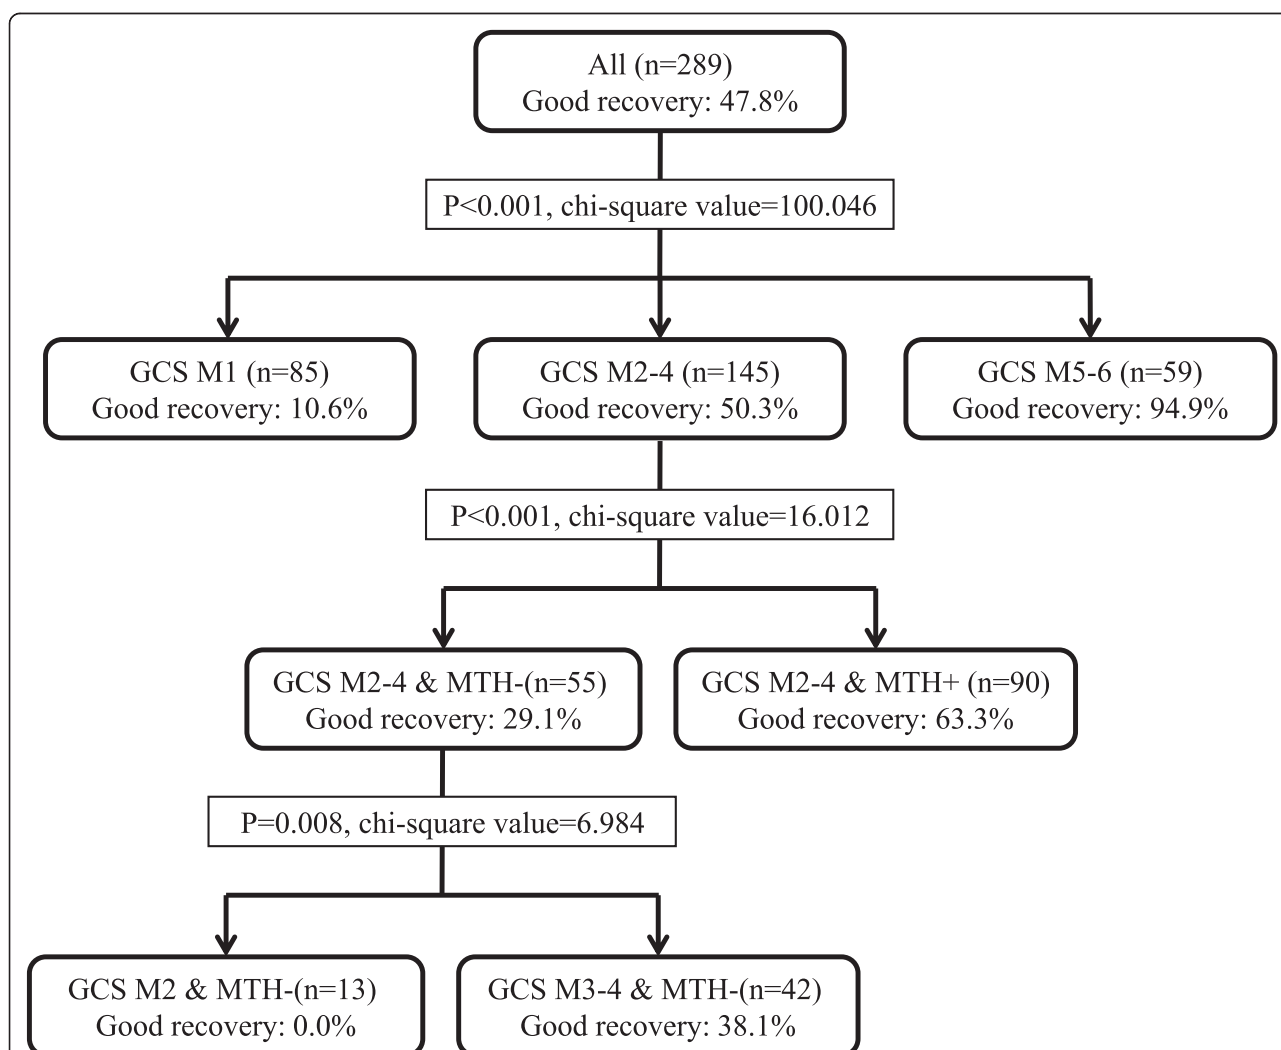 All (n=289)
Good recovery: 47.8%
P<0.001, chi-square value=100.046
GCS M1 (n=85)
Good recovery: 10.6%
GCS M2-4 (n=145)
Good recovery: 50.3%
GCS M5-6 (n=59)
Good recovery: 94.9%
P<0.001, chi-square value=16.012
GCS M2-4 & MTH-(n=55)
Good recovery: 29.1%
GCS M2-4 & MTH+ (n=90)
Good recovery: 63.3%
P=0.008, chi-square value=6.984
GCS M2 & MTH-(n=13)
Good recovery: 0.0%
GCS M3-4 & MTH-(n=42)
Good recovery: 38.1%